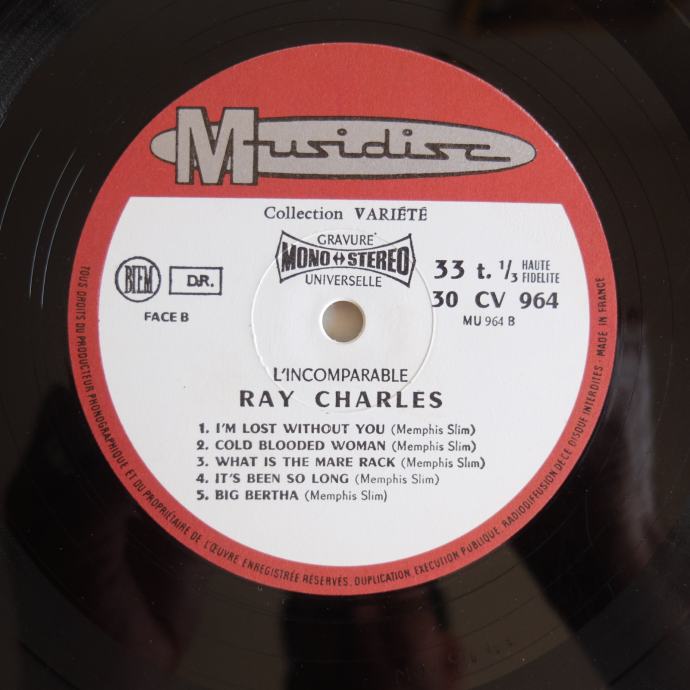 Musidisc
Collection VARIÉTÉ
GRAVURE
MONO ↔ STEREO
UNIVERSELLE
BIEM
D.R.
FACE B
33 t. 1/3 HAUTE FIDELITE
30 CV 964
MU 964 B
L'INCOMPARABLE
RAY CHARLES
1. I'M LOST WITHOUT YOU (Memphis Slim)
2. COLD BLOODED WOMAN (Memphis Slim)
3. WHAT IS THE MARE RACK (Memphis Slim)
4. IT'S BEEN SO LONG (Memphis Slim)
5. BIG BERTHA (Memphis Slim)
TOUS DROITS DU PRODUCTEUR PHONOGRAPHIQUE ET DU PROPRIÉTAIRE DE L'ŒUVRE ENREGISTRÉE RÉSERVÉS, DUPLICATION, EXECUTION PUBLIQUE, RADIODIFFUSION DE CE DISQUE INTERDITES - MADE IN FRANCE